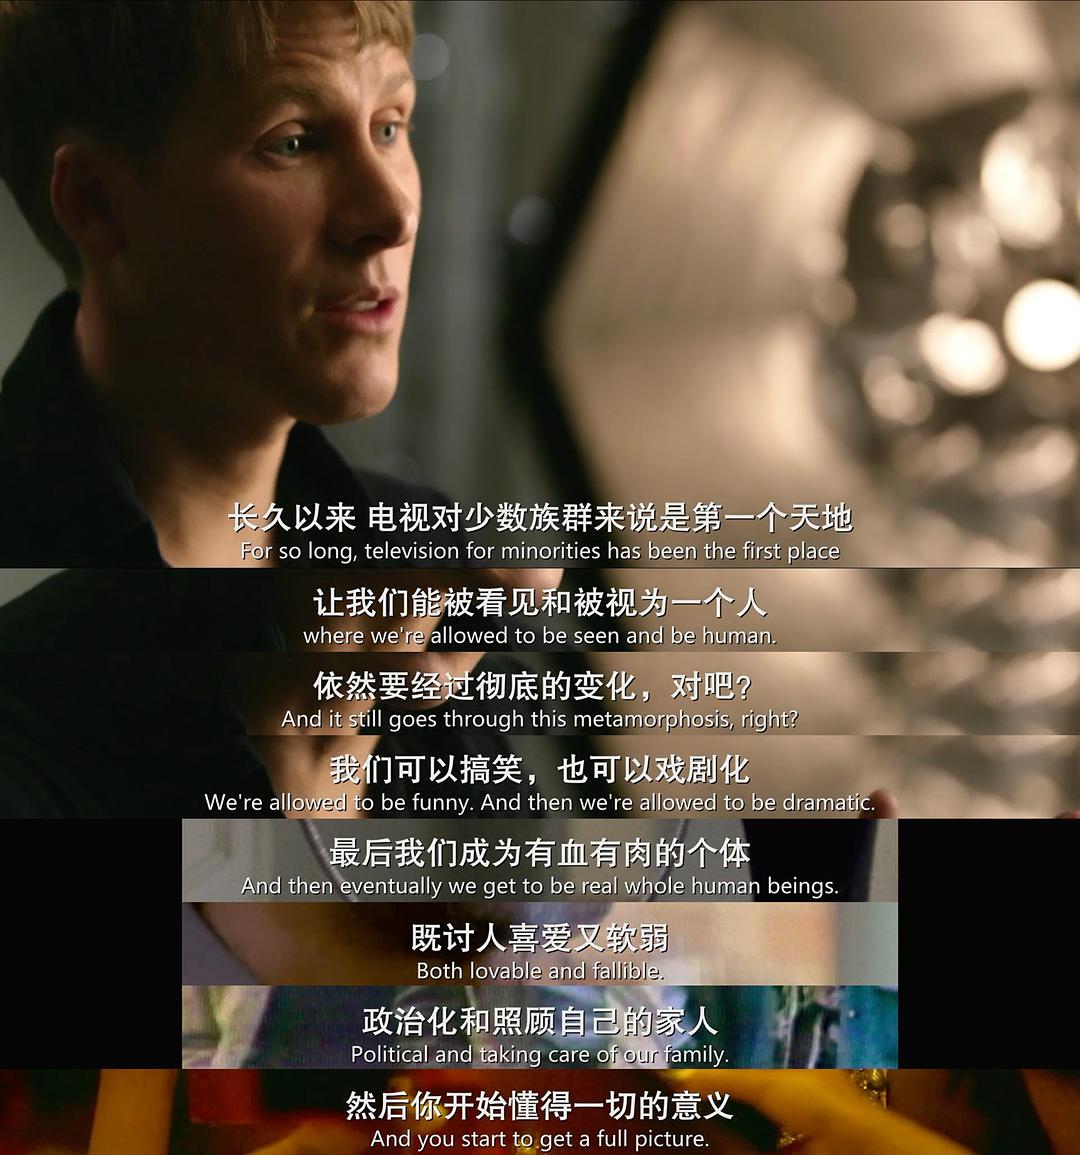 长久以来 电视对少数族群来说是第一个天地
For so long, television for minorities has been the first place
让我们能被看见和被视为一个人
where we're allowed to be seen and be human.
依然要经过彻底的变化，对吧？
And it still goes through this metamorphosis, right?
我们可以搞笑，也可以戏剧化
We're allowed to be funny. And then we're allowed to be dramatic.
最后我们成为有血有肉的个体
And then eventually we get to be real whole human beings.
既讨人喜爱又软弱
Both lovable and fallible.
政治化和照顾自己的家人
Political and taking care of our family.
然后你开始懂得一切的意义
And you start to get a full picture.